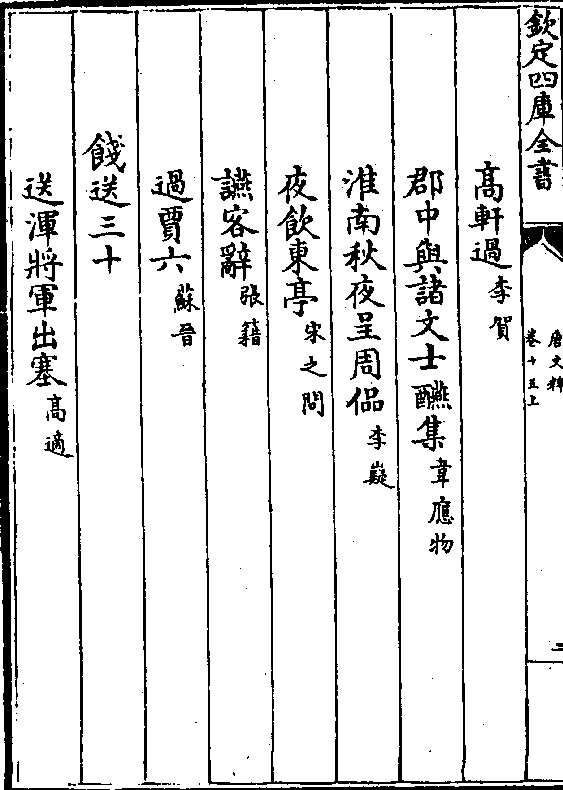 欽定四庫全書
唐文粹
卷十五上
二
高軒過李賀
郡中與諸文士醼集韋應物
淮南秋夜呈周侣李嶷
夜飲東亭宋之問
讌客辭張籍
過賈六蘇晉
餞送三十
送渾將軍出塞高適